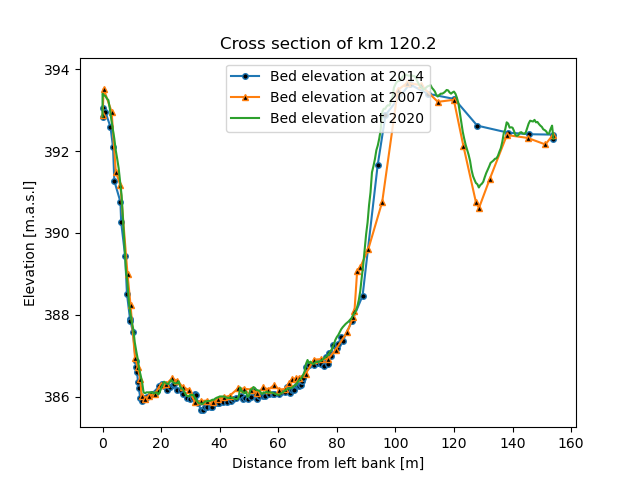 Cross section of km 120.2
Bed elevation at 2014
Bed elevation at 2007
Bed elevation at 2020
Elevation [m.a.s.l]
394
392
390
388
386
0 20 40 60 80 100 120 140 160
Distance from left bank [m]